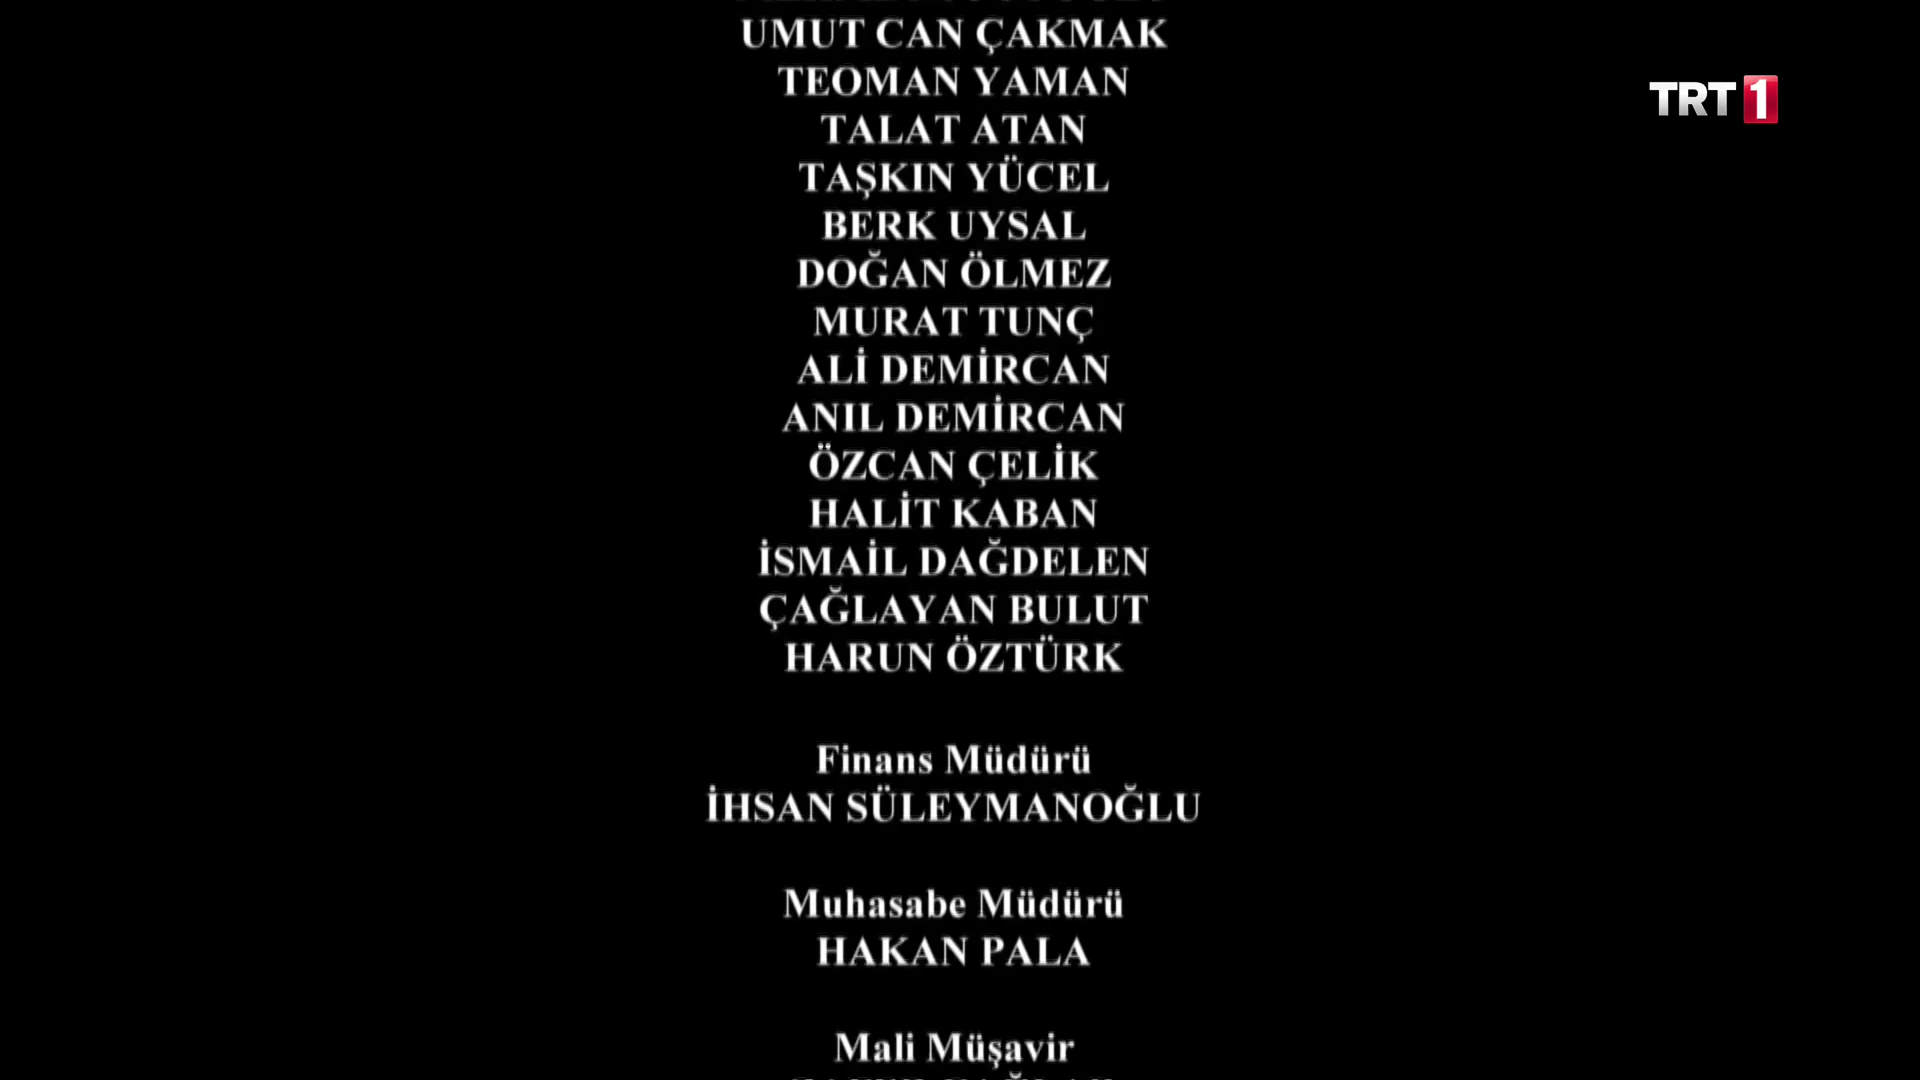 UMUT CAN ÇAKMAK
TEOMAN YAMAN
TRT 1
TALAT ATAN
TAŞKIN YÜCEL
BERK UYSAL
DOĞAN ÖLMEZ
MURAT TUNÇ
ALİ DEMİRCAN
ANIL DEMİRCAN
ÖZCAN ÇELİK
HALİT KABAN
İSMAİL DAĞDELEN
ÇAĞLAYAN BULUT
HARUN ÖZTÜRK
Finans Müdürü
İHSAN SÜLEYMANOĞLU
Muhasabe Müdürü
HAKAN PALA
Mali Müşavir